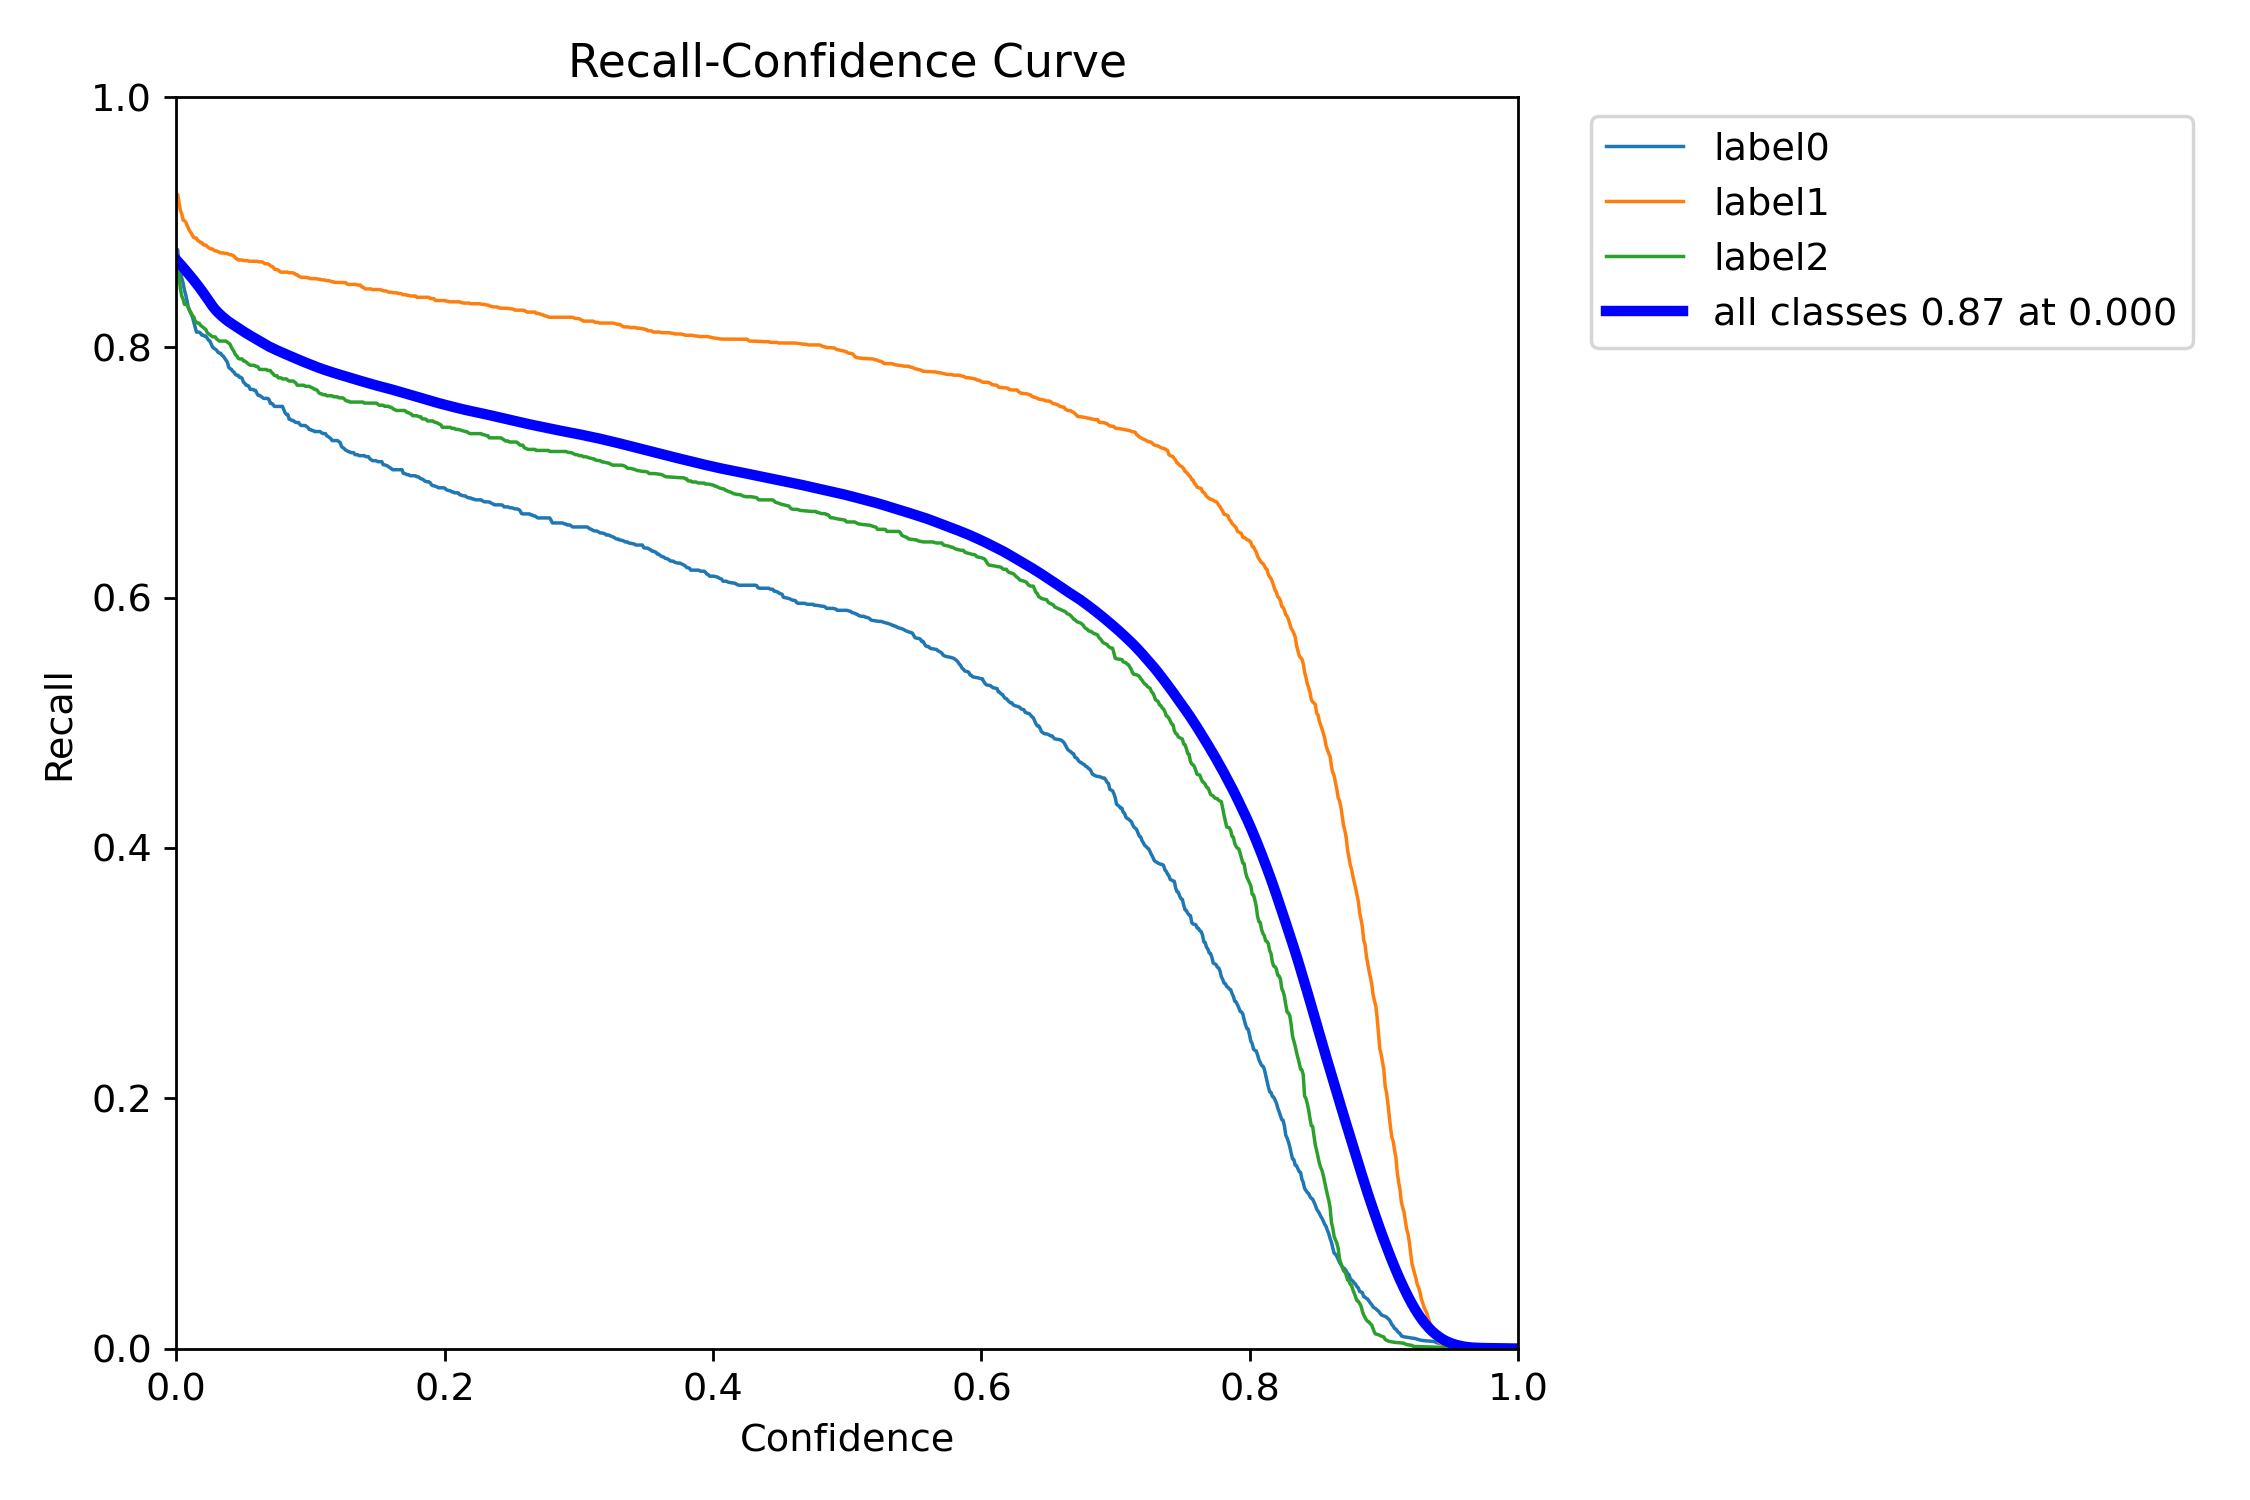 Recall-Confidence Curve
1.0
0.8
0.6
0.4
0.2
0.0
Recall
0.0 0.2 0.4 0.6 0.8 1.0
Confidence
label0
label1
label2
all classes 0.87 at 0.000